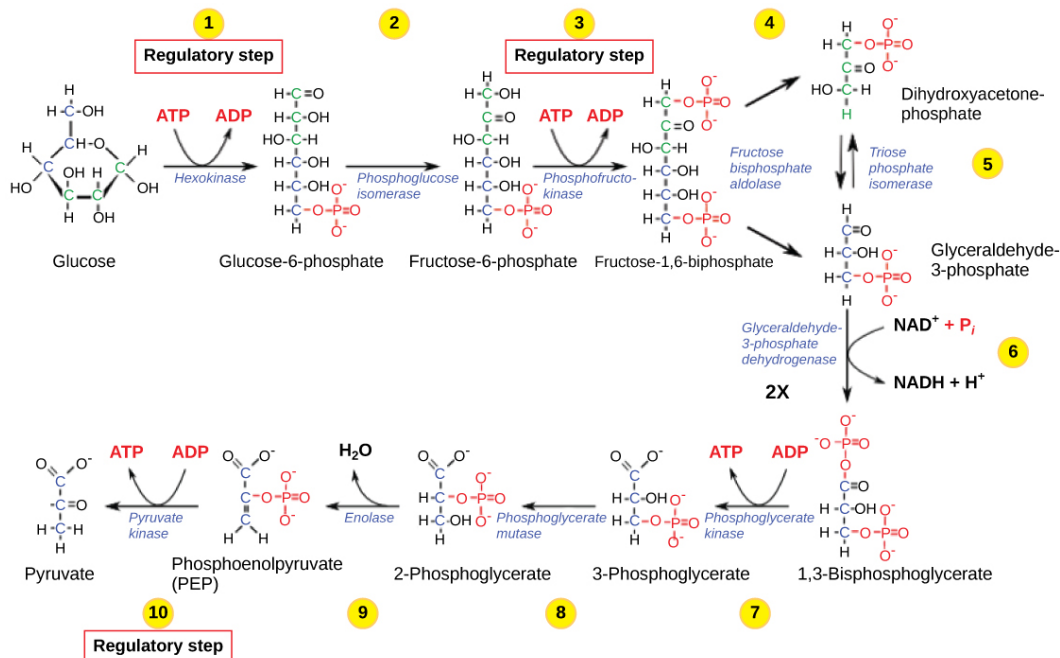 1
Regulatory step
2
3
Regulatory step
4
ATP ADP
Hexokinase
Phosphoglucose
isomerase
ATP ADP
Phosphofructo-
kinase
Fructose
bisphosphate
aldolase
Dihydroxyacetone-
phosphate
Triose
phosphate
isomerase
5
Glucose
Glucose-6-phosphate
Fructose-6-phosphate
Fructose-1,6-biphosphate
Glyceraldehyde-
3-phosphate
Glyceraldehyde-
3-phosphate
dehydrogenase
NAD⁺ + Pᵢ
6
NADH + H⁺
2X
ATP ADP
Pyruvate
kinase
H₂O
Enolase
Phosphoglycerate
mutase
ATP ADP
Phosphoglycerate
kinase
Pyruvate
Phosphoenolpyruvate
(PEP)
2-Phosphoglycerate
3-Phosphoglycerate
1,3-Bisphosphoglycerate
10
Regulatory step
9
8
7